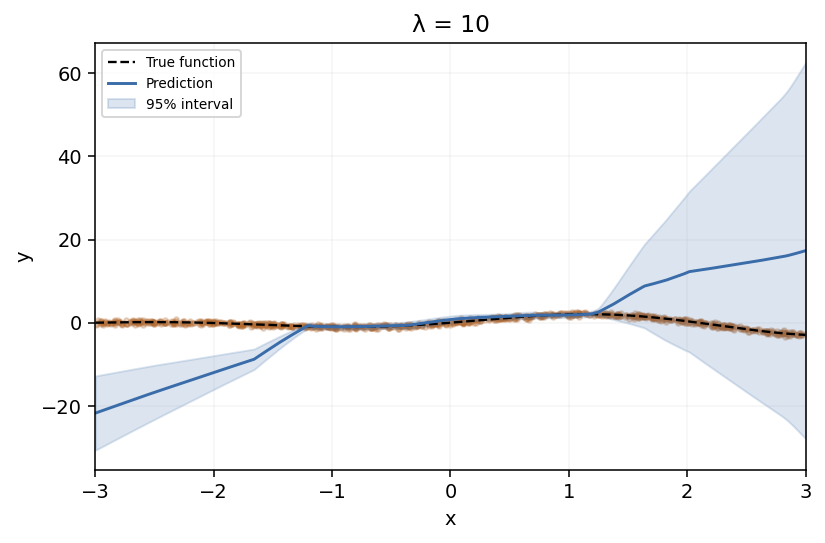 λ = 10
True function
Prediction
95% interval
60
40
20
0
−20
y
−3
−2
−1
0
1
2
3
x